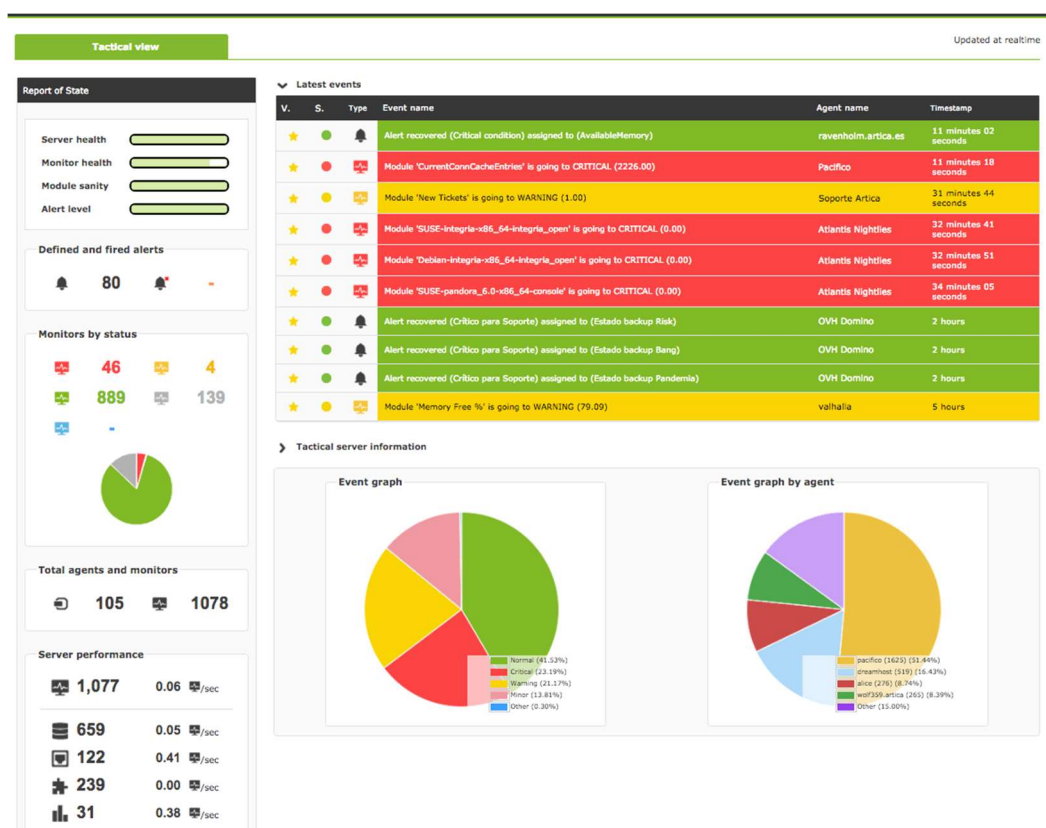 Tactical view
Updated at realtime
Report of State
Server health
Monitor health
Module sanity
Alert level
Defined and fired alerts
80 -
Monitors by status
46 4
889 139
-
Total agents and monitors
105 1078
Server performance
1,077 0.06 /sec
659 0.05 /sec
122 0.41 /sec
239 0.00 /sec
31 0.38 /sec
Latest events
V. S. Type Event name Agent name Timestamp
Alert recovered (Critical condition) assigned to (AvailableMemory) ravenholm.artica.es 11 minutes 02
seconds
Module 'CurrentConnCacheEntries' is going to CRITICAL (2226.00) Pacifico 11 minutes 18
seconds
Module 'New Tickets' is going to WARNING (1.00) Soporte Artica 31 minutes 44
seconds
Module 'SUSE-integria-x86_64-integria_open' is going to CRITICAL (0.00) Atlantis Nightlies 32 minutes 41
seconds
Module 'Debian-integria-x86_64-integria_open' is going to CRITICAL (0.00) Atlantis Nightlies 32 minutes 51
seconds
Module 'SUSE-pandora_6.0-x86_64-console' is going to CRITICAL (0.00) Atlantis Nightlies 34 minutes 05
seconds
Alert recovered (Crítico para Soporte) assigned to (Estado backup Risk) OVH Domino 2 hours
Alert recovered (Crítico para Soporte) assigned to (Estado backup Bang) OVH Domino 2 hours
Alert recovered (Crítico para Soporte) assigned to (Estado backup Pandemia) OVH Domino 2 hours
Module 'Memory Free %' is going to WARNING (79.09) valhalla 5 hours
Tactical server information
Event graph
Normal (41.53%)
Critical (23.19%)
Warning (21.17%)
Minor (13.81%)
Other (0.30%)
Event graph by agent
pacifico (1625) (51.44%)
dreamhost (519) (16.43%)
alice (276) (8.74%)
wolf359.artica (265) (8.39%)
Other (15.00%)